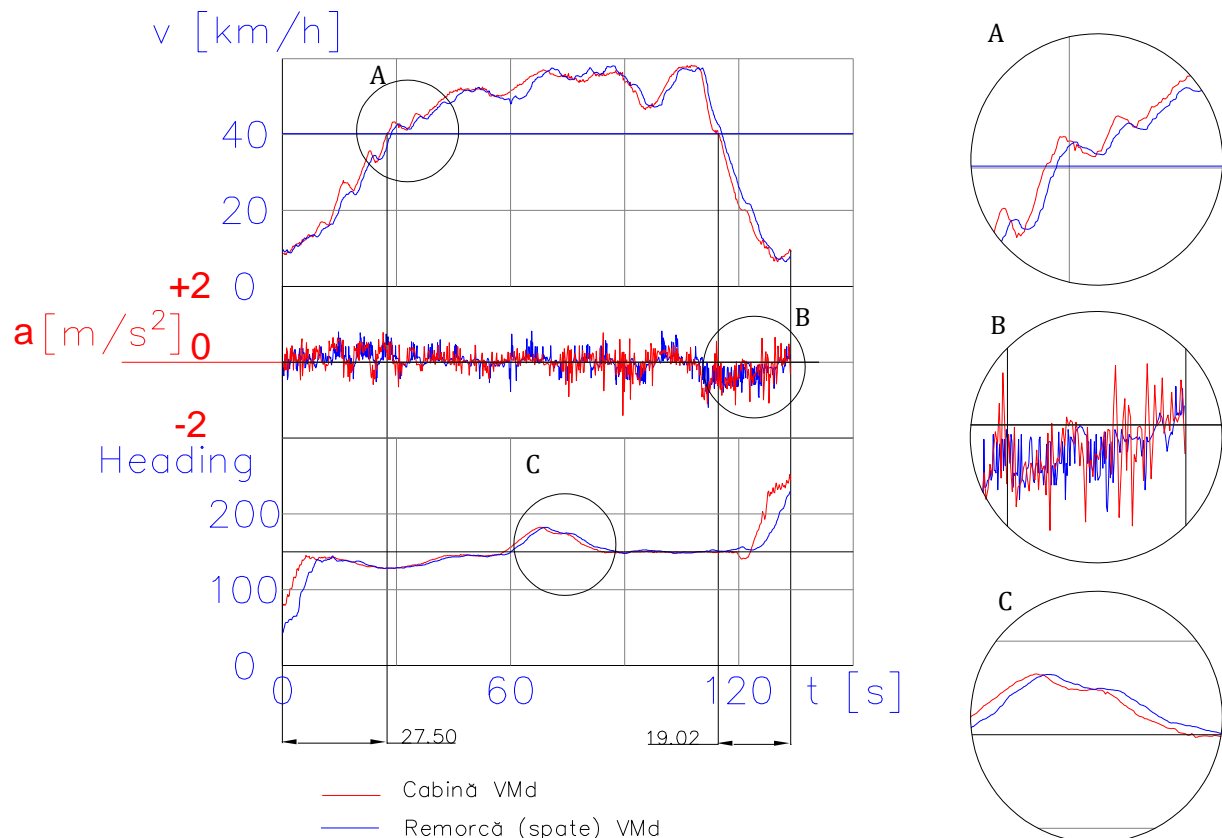 v [km/h]
A
A
40
20
+2
0
a[m/s²]
0
B
B
-2
Heading
C
200
100
C
0
0
60
120
t [s]
27.50
19.02
Cabină VMd
Remorcă (spate) VMd